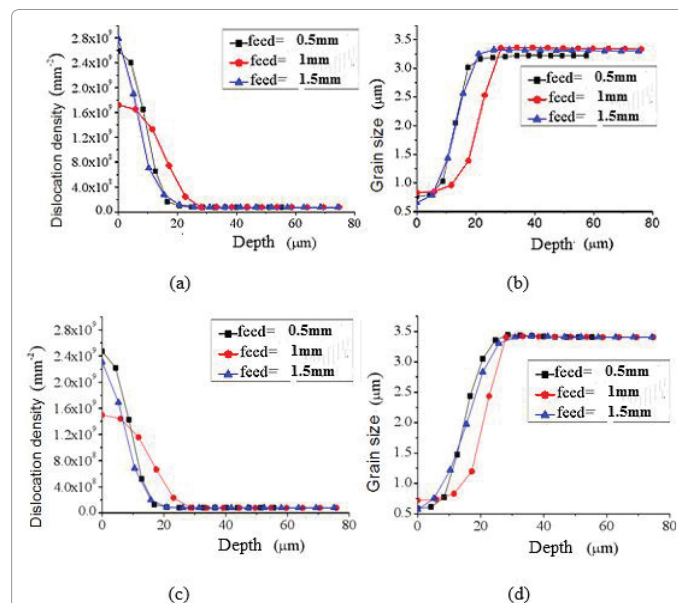 2.8x10⁹
2.4x10⁹
2.0x10⁹
1.6x10⁹
1.2x10⁹
8.0x10⁸
4.0x10⁸
0.0
Dislocation density (mm⁻²)
feed= 0.5mm
feed= 1mm
feed= 1.5mm
0 20 40 60 80
Depth (μm)
(a)
3.5
3.0
2.5
2.0
1.5
1.0
0.5
Grain size (μm)
feed= 0.5mm
feed= 1mm
feed= 1.5mm
0 20 40 60 80
Depth (μm)
(b)
2.8x10⁹
2.4x10⁹
2.0x10⁹
1.6x10⁹
1.2x10⁹
8.0x10⁸
4.0x10⁸
0.0
Dislocation density (mm⁻²)
feed= 0.5mm
feed= 1mm
feed= 1.5mm
0 20 40 60 80
Depth (μm)
(c)
3.5
3.0
2.5
2.0
1.5
1.0
0.5
Grain size (μm)
feed= 0.5mm
feed= 1mm
feed= 1.5mm
0 20 40 60 80
Depth (μm)
(d)